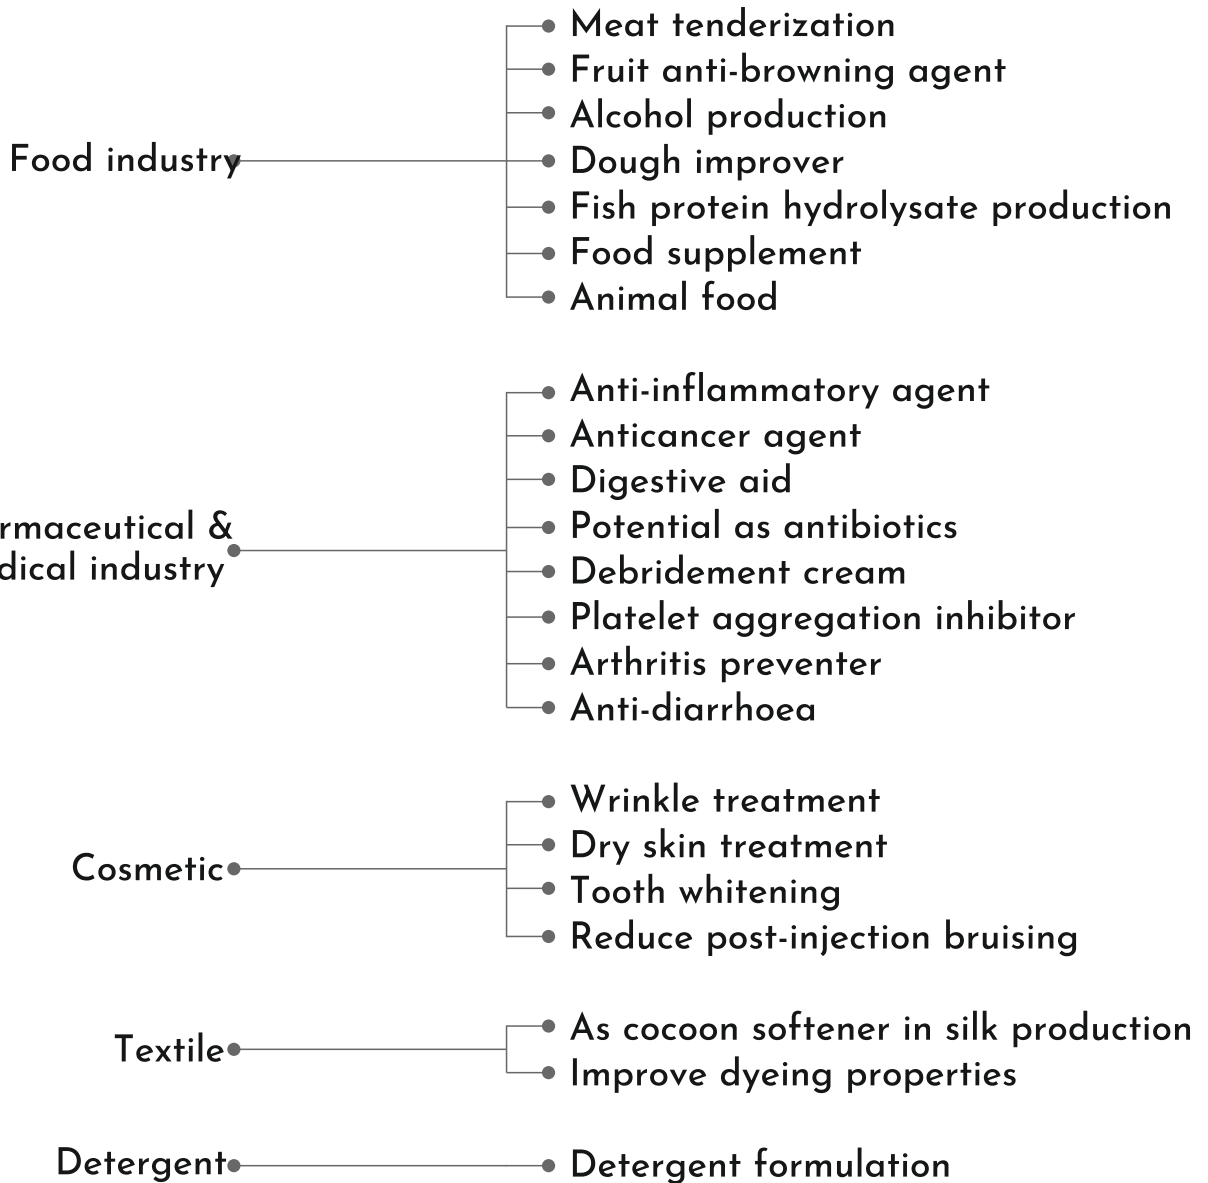 Food industry
Meat tenderization
Fruit anti-browning agent
Alcohol production
Dough improver
Fish protein hydrolysate production
Food supplement
Animal food
rmaceutical &
dical industry
Anti-inflammatory agent
Anticancer agent
Digestive aid
Potential as antibiotics
Debridement cream
Platelet aggregation inhibitor
Arthritis preventer
Anti-diarrhoea
Cosmetic
Wrinkle treatment
Dry skin treatment
Tooth whitening
Reduce post-injection bruising
Textile
As cocoon softener in silk production
Improve dyeing properties
Detergent
Detergent formulation